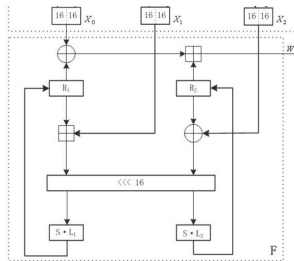 16 16 X₀ 16 16 X₁ 16 16 X₂
W
R₁ R₂
<<< 16
S·L₁ S·L₂
F